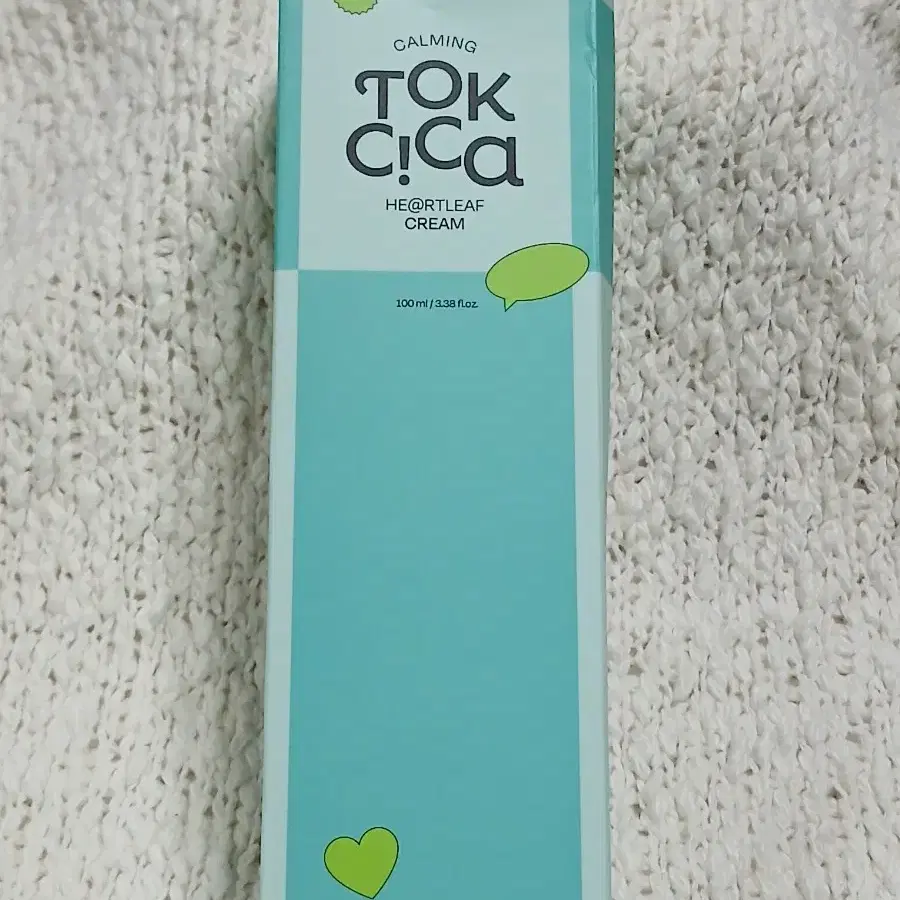 CALMING
TOK
C!Ca
HE@RTLEAF
CREAM
100 ml / 3.38 fl.oz.